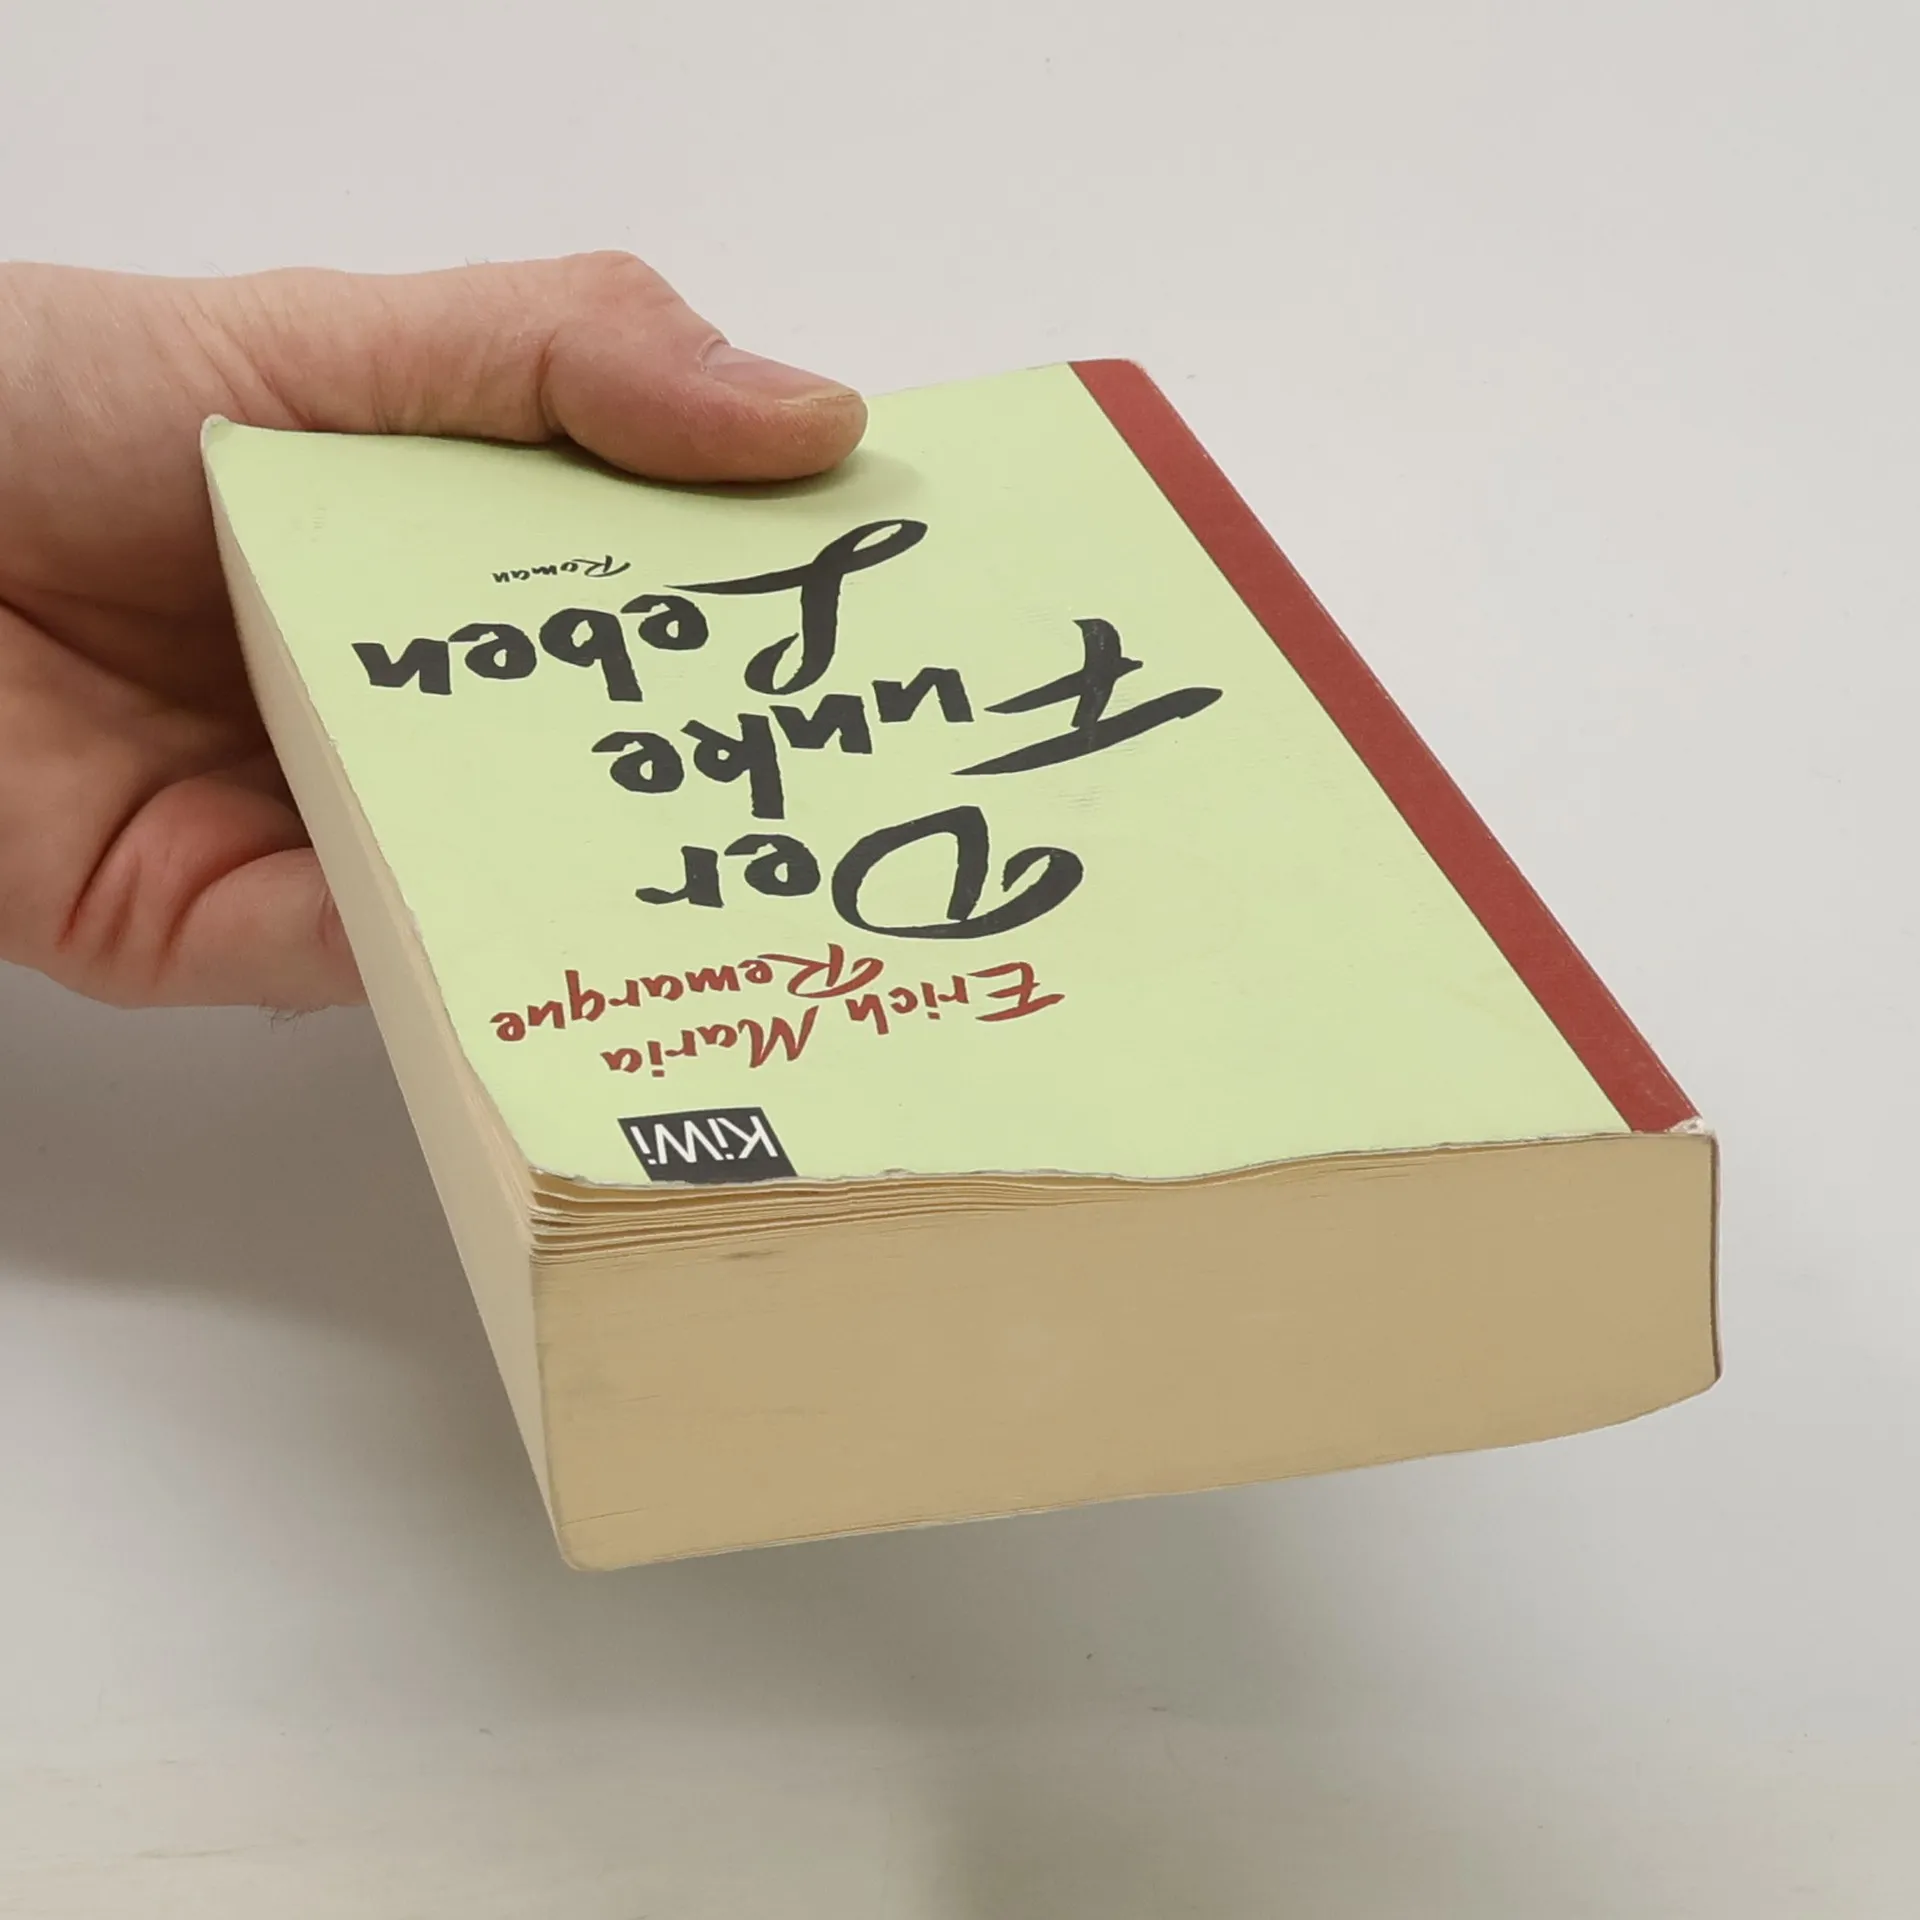 KiWi
Erich Maria
Remarque
Der
Funke
Leben
Roman